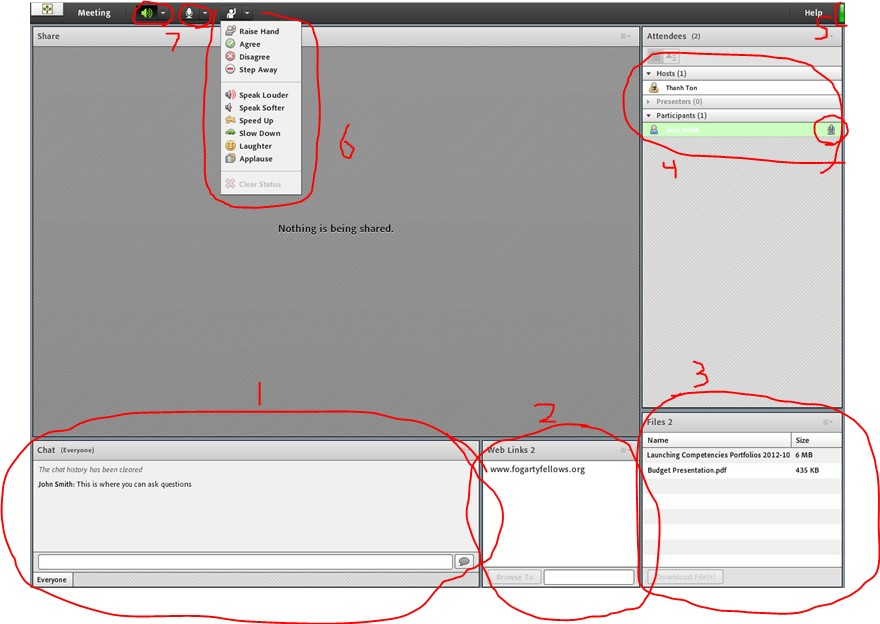 Meeting
Help
5
7
Share
Raise Hand
Agree
Disagree
Step Away
Speak Louder
Speak Softer
Speed Up
Slow Down
Laughter
Applause
Clear Status
6
Nothing is being shared.
Attendees (2)
Hosts (1)
Thanh Ton
Presenters (0)
Participants (1)
John Smith
4
1
2
3
Chat (Everyone)
The chat history has been cleared
John Smith: This is where you can ask questions
Everyone
Web Links 2
www.fogartyfellows.org
Browse To
Files 2
Name Size
Launching Competencies Portfolios 2012-10 6 MB
Budget Presentation.pdf 435 KB
Download File(s)